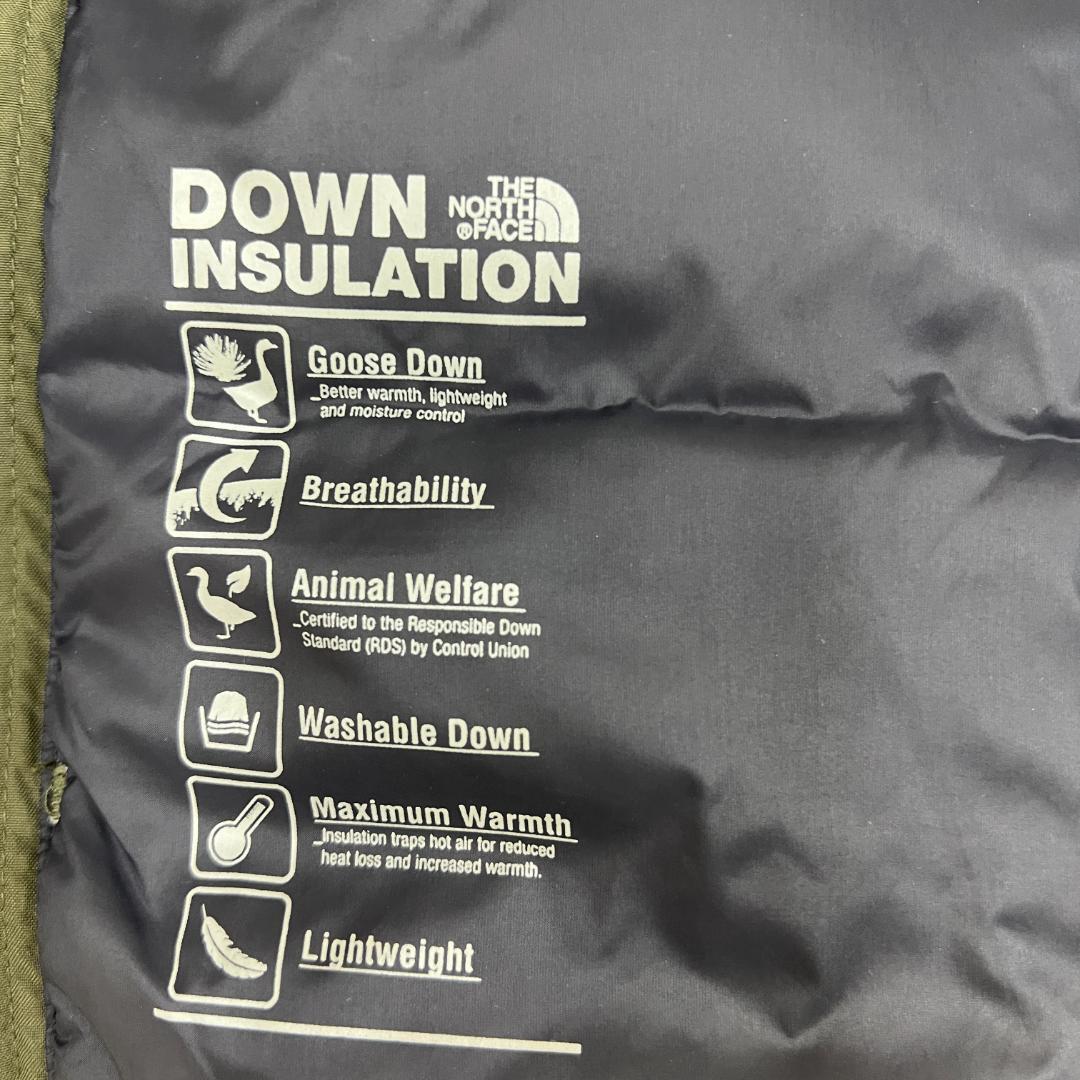 DOWN
THE
NORTH
®FACE
INSULATION
Goose Down
_Better warmth, lightweight
and moisture control
Breathability
Animal Welfare
_Certified to the Responsible Down
Standard (RDS) by Control Union
Washable Down
Maximum Warmth
_Insulation traps hot air for reduced
heat loss and increased warmth.
Lightweight